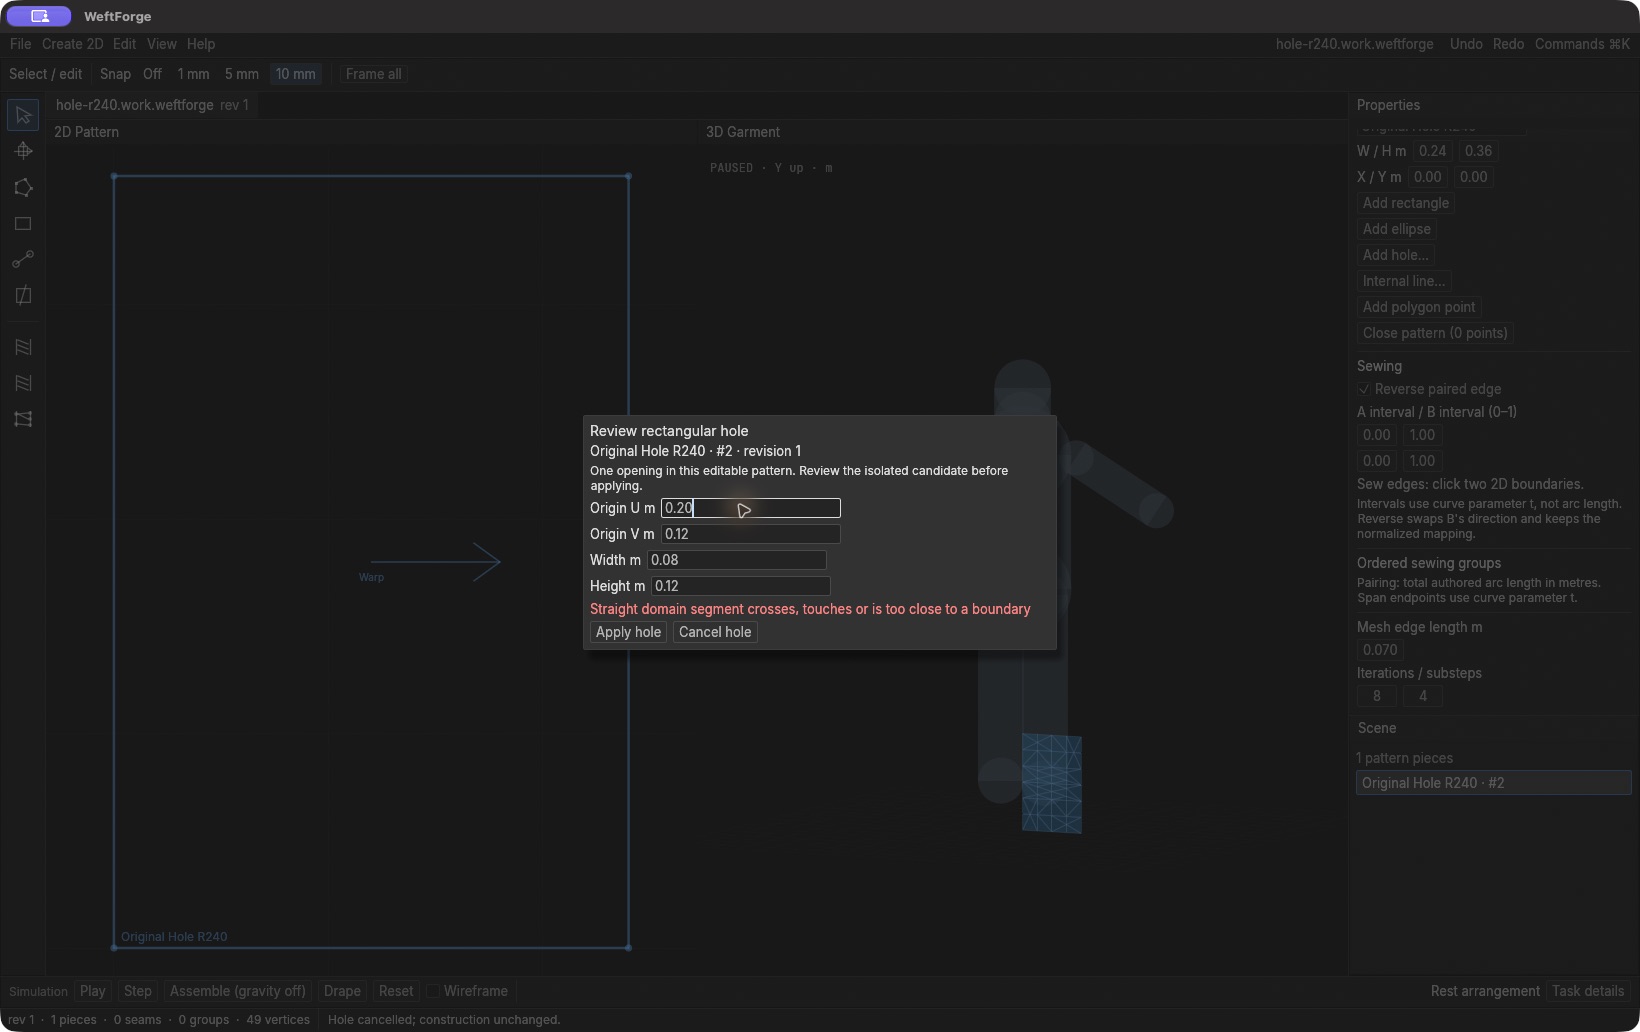 WeftForge
File Create 2D Edit View Help
hole-r240.work.weftforge Undo Redo Commands ⌘K
Select / edit Snap Off 1 mm 5 mm 10 mm Frame all
hole-r240.work.weftforge rev 1
2D Pattern
Warp
Original Hole R240
3D Garment
PAUSED · Y up · m
Review rectangular hole
Original Hole R240 · #2 · revision 1
One opening in this editable pattern. Review the isolated candidate before
applying.
Origin U m 0.20
Origin V m 0.12
Width m 0.08
Height m 0.12
Straight domain segment crosses, touches or is too close to a boundary
Apply hole Cancel hole
Properties
W / H m 0.24 0.36
X / Y m 0.00 0.00
Add rectangle
Add ellipse
Add hole...
Internal line...
Add polygon point
Close pattern (0 points)
Sewing
Reverse paired edge
A interval / B interval (0–1)
0.00 1.00
0.00 1.00
Sew edges: click two 2D boundaries.
Intervals use curve parameter t, not arc length.
Reverse swaps B's direction and keeps the
normalized mapping.
Ordered sewing groups
Pairing: total authored arc length in metres.
Span endpoints use curve parameter t.
Mesh edge length m
0.070
Iterations / substeps
8 4
Scene
1 pattern pieces
Original Hole R240 · #2
Simulation Play Step Assemble (gravity off) Drape Reset Wireframe
Rest arrangement Task details
rev 1 · 1 pieces · 0 seams · 0 groups · 49 vertices Hole cancelled; construction unchanged.